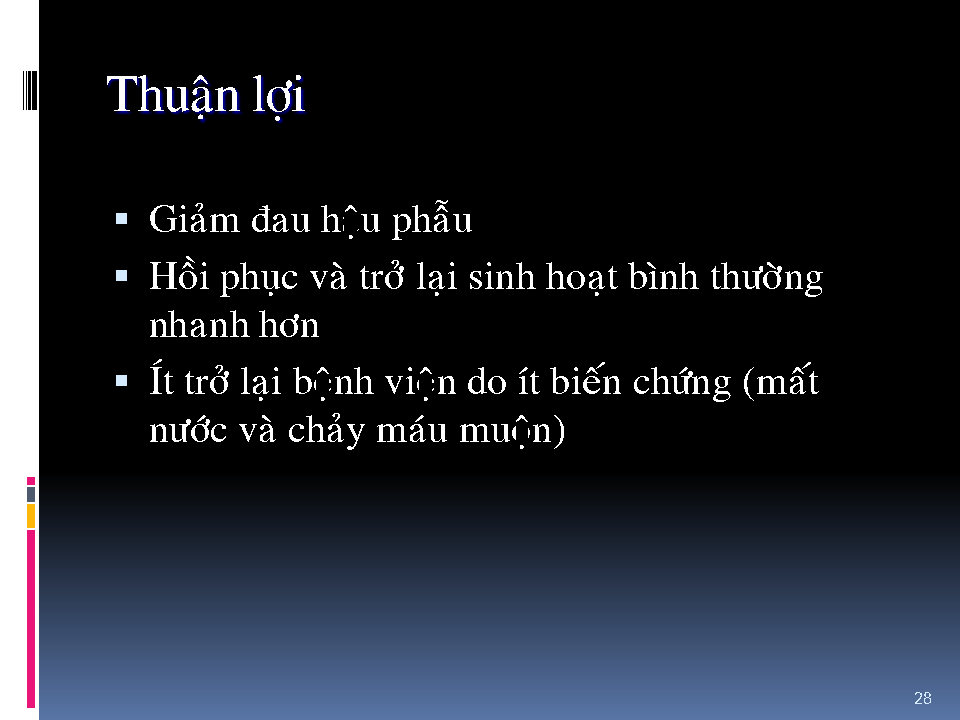 Thuận lợi
▪ Giảm đau hậu phẫu
▪ Hồi phục và trở lại sinh hoạt bình thường
nhanh hơn
▪ Ít trở lại bệnh viện do ít biến chứng (mất
nước và chảy máu muộn)
28